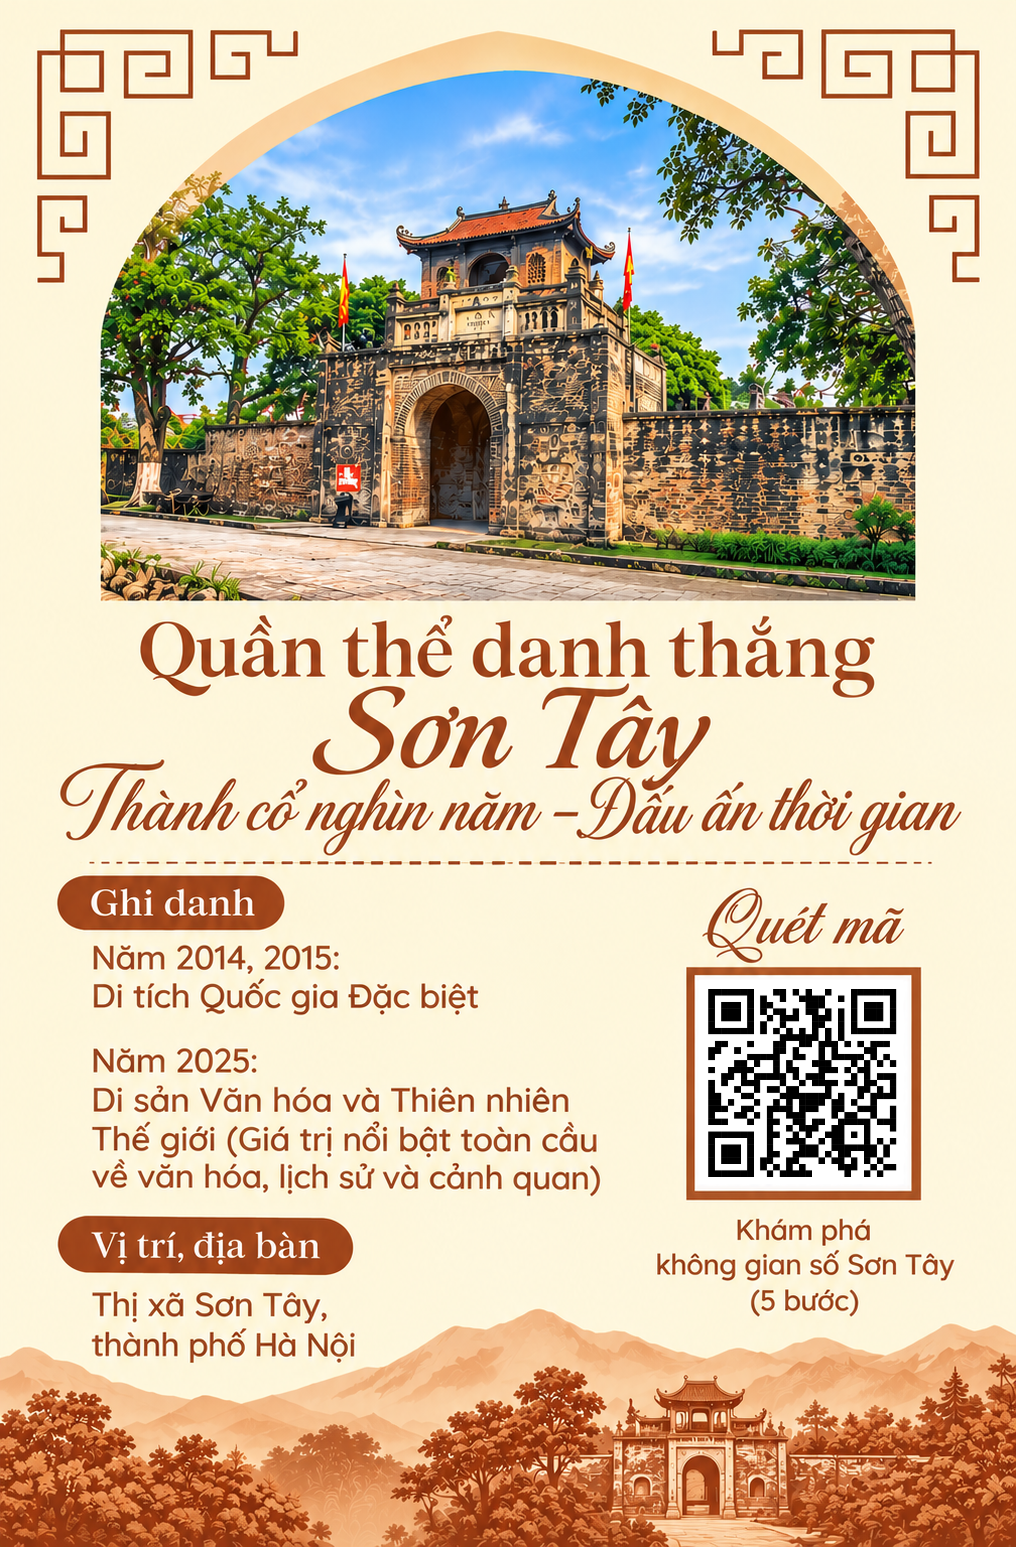 Quần thể danh thắng
Sơn Tây
Thành cổ nghìn năm – Dấu ấn thời gian
Ghi danh
Năm 2014, 2015:
Di tích Quốc gia Đặc biệt
Năm 2025:
Di sản Văn hóa và Thiên nhiên
Thế giới (Giá trị nổi bật toàn cầu
về văn hóa, lịch sử và cảnh quan)
Vị trí, địa bàn
Thị xã Sơn Tây,
thành phố Hà Nội
Quét mã
Khám phá
không gian số Sơn Tây
(5 bước)